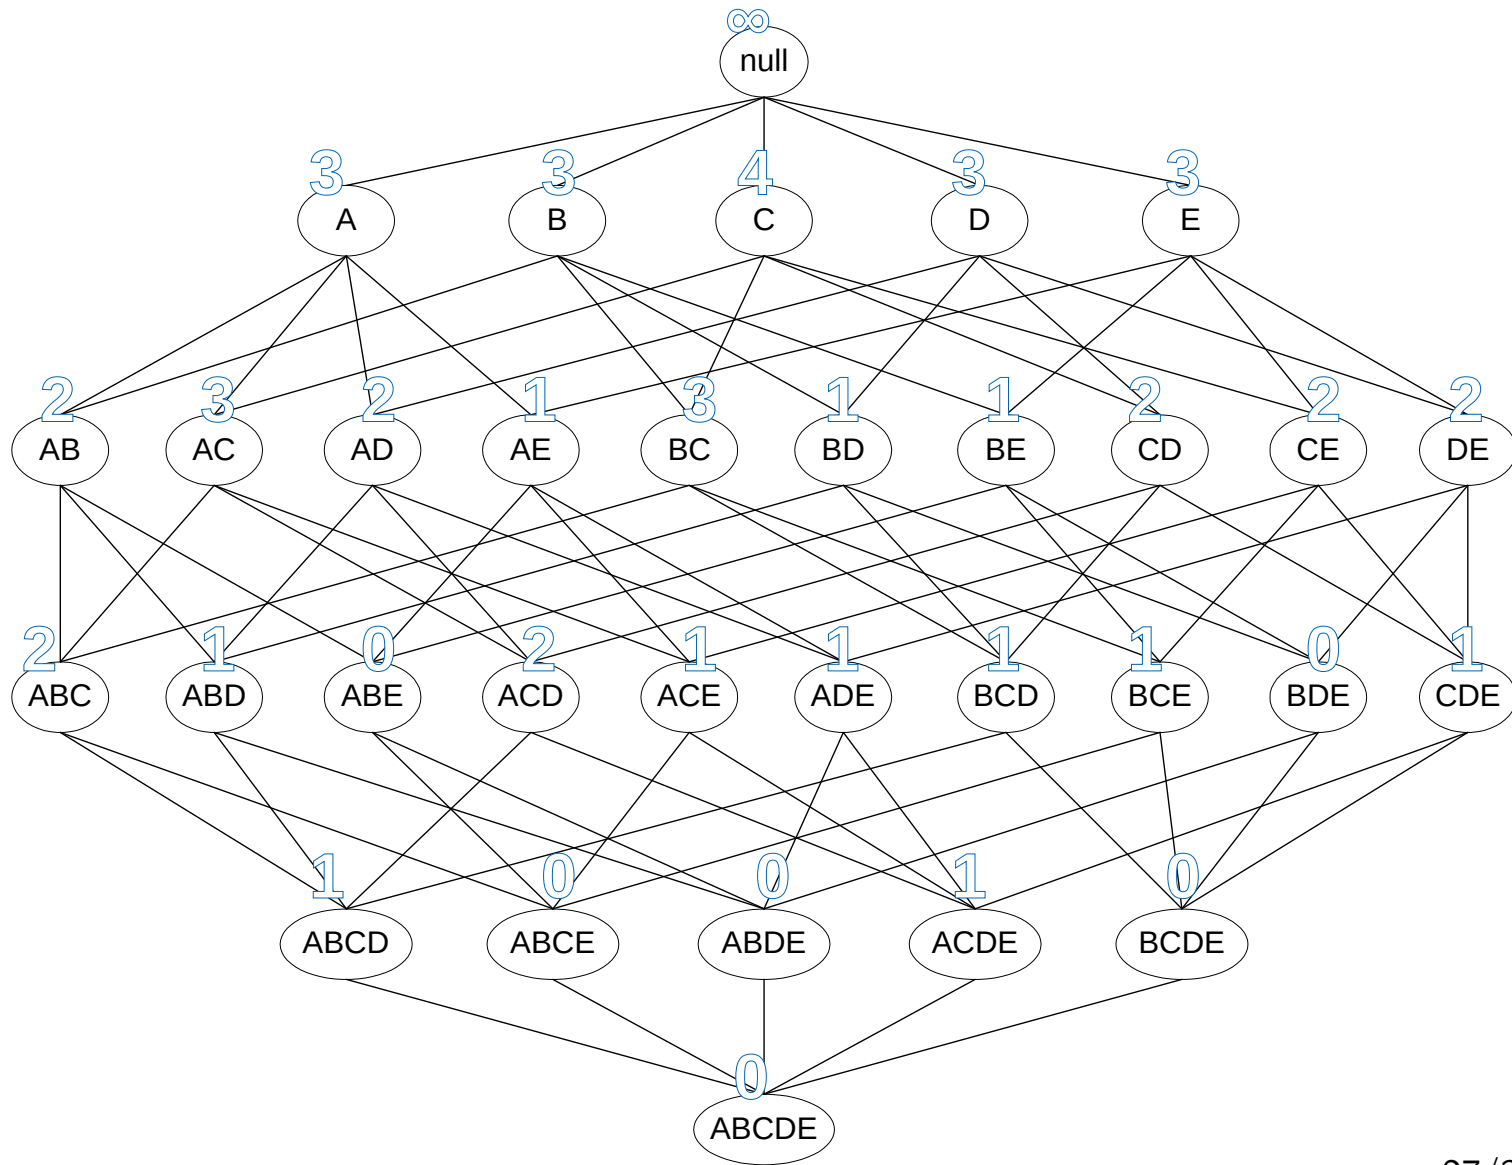 ∞
null
3 3 4 3 3
A B C D E
2 3 2 1 3 1 1 2 2 2
AB AC AD AE BC BD BE CD CE DE
2 1 0 2 1 1 1 1 0 1
ABC ABD ABE ACD ACE ADE BCD BCE BDE CDE
1 0 0 1 0
ABCD ABCE ABDE ACDE BCDE
0
ABCDE